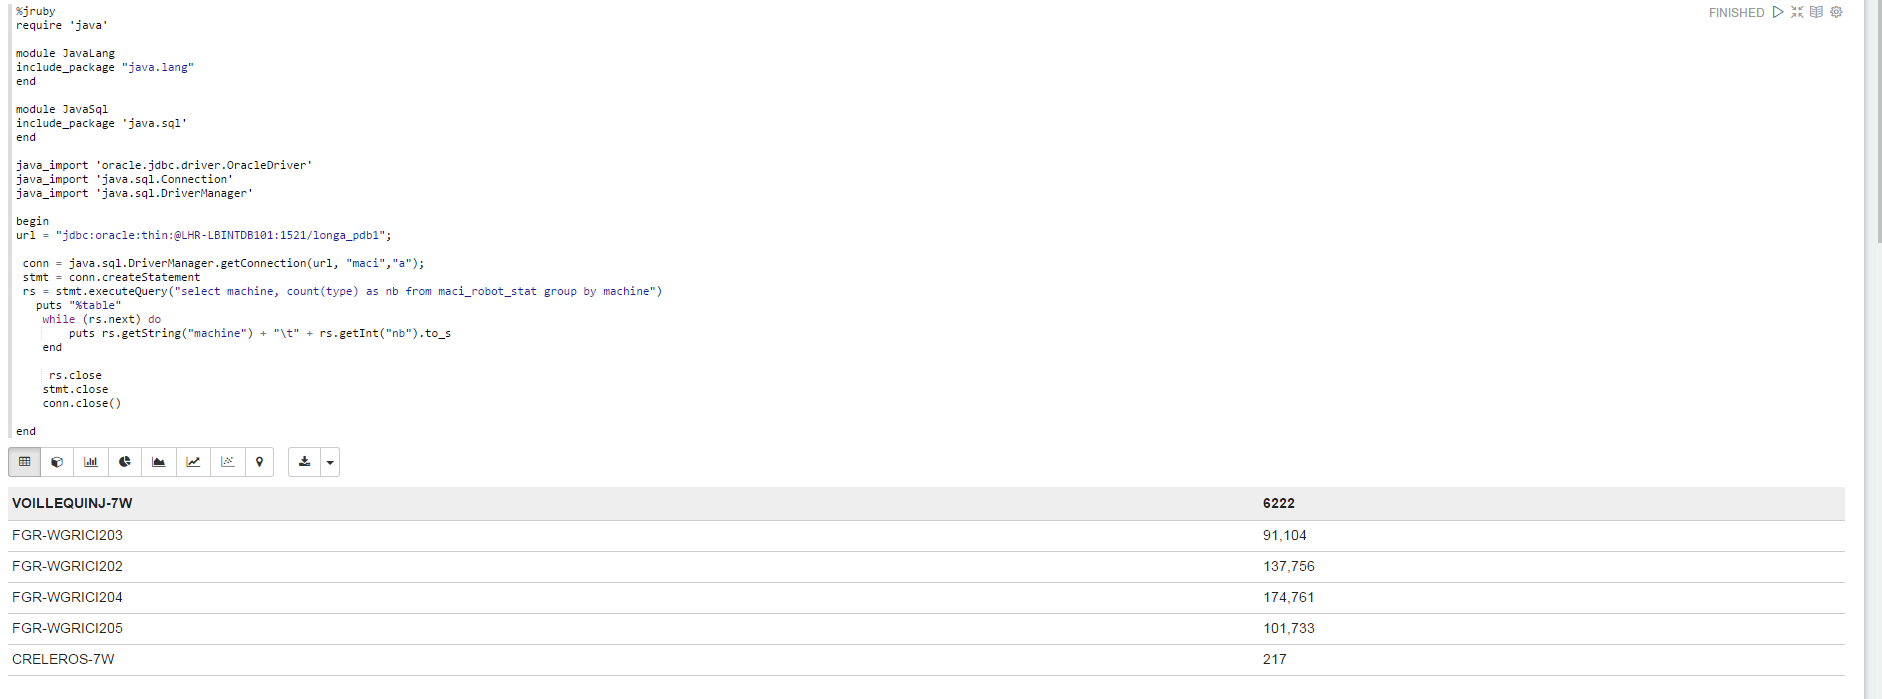 %jruby
FINISHED
require 'java'
module JavaLang
include_package "java.lang"
end
module JavaSql
include_package 'java.sql'
end
java_import 'oracle.jdbc.driver.OracleDriver'
java_import 'java.sql.Connection'
java_import 'java.sql.DriverManager'
begin
url = "jdbc:oracle:thin:@LHR-LBINTDB101:1521/longa_pdb1";
conn = java.sql.DriverManager.getConnection(url, "maci","a");
stmt = conn.createStatement
rs = stmt.executeQuery("select machine, count(type) as nb from maci_robot_stat group by machine")
puts "%table"
while (rs.next) do
puts rs.getString("machine") + "\t" + rs.getInt("nb").to_s
end
rs.close
stmt.close
conn.close()
end
VOILLEQUINJ-7W 6222
FGR-WGRICI203 91,104
FGR-WGRICI202 137,756
FGR-WGRICI204 174,761
FGR-WGRICI205 101,733
CRELEROS-7W 217